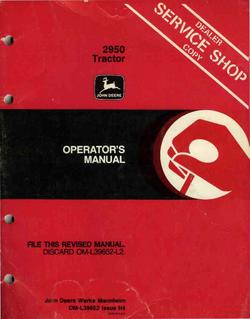 DEALER
SERVICE SHOP
COPY
2950
Tractor
JOHN DEERE
OPERATOR'S
MANUAL
FILE THIS REVISED MANUAL.
DISCARD OM-L39652-L2.
John Deere Werke Mannheim
OM-L39652 Issue H4